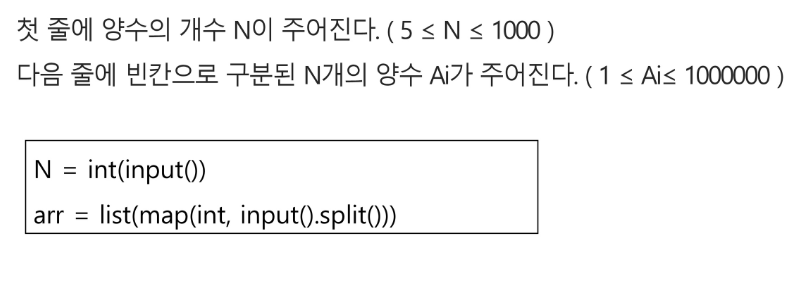 첫 줄에 양수의 개수 N이 주어진다. ( 5 ≤ N ≤ 1000 )
다음 줄에 빈칸으로 구분된 N개의 양수 Ai가 주어진다. ( 1 ≤ Ai≤ 1000000 )
N = int(input())
arr = list(map(int, input().split()))